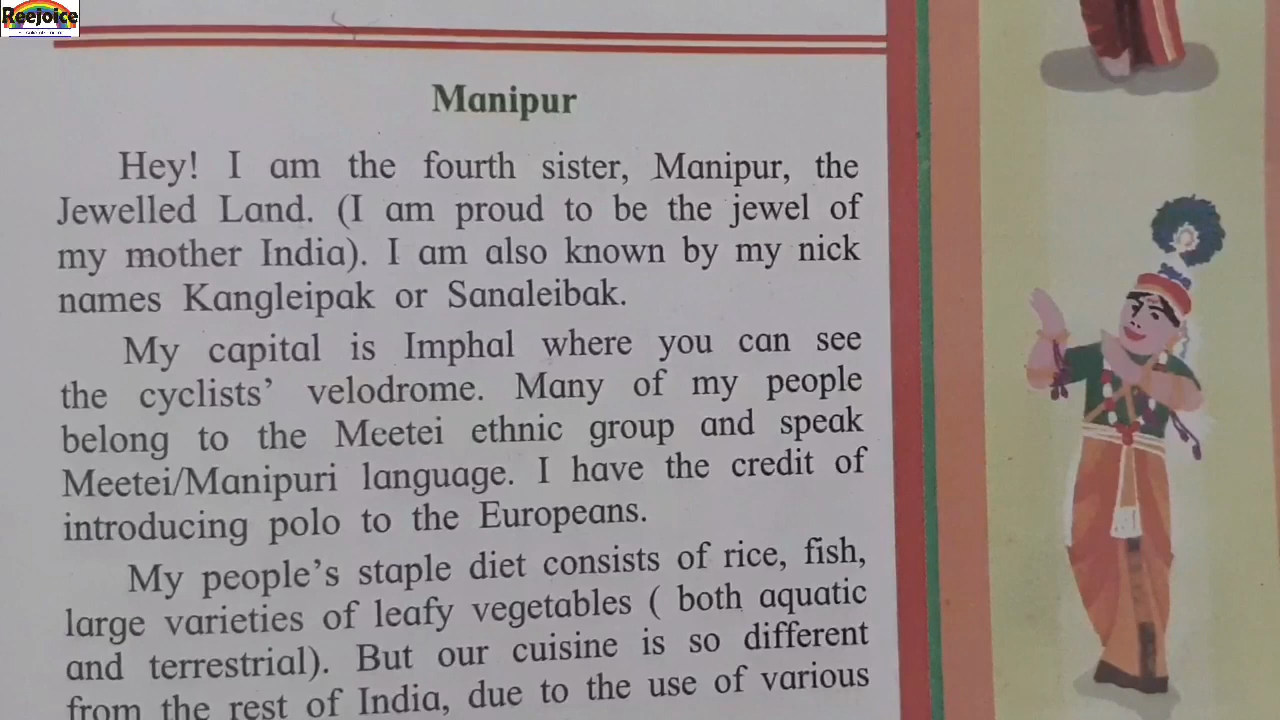 Reejoice
Manipur
Hey! I am the fourth sister, Manipur, the
Jewelled Land. (I am proud to be the jewel of
my mother India). I am also known by my nick
names Kangleipak or Sanaleibak.
My capital is Imphal where you can see
the cyclists’ velodrome. Many of my people
belong to the Meetei ethnic group and speak
Meetei/Manipuri language. I have the credit of
introducing polo to the Europeans.
My people’s staple diet consists of rice, fish,
large varieties of leafy vegetables ( both aquatic
and terrestrial). But our cuisine is so different
from the rest of India, due to the use of various